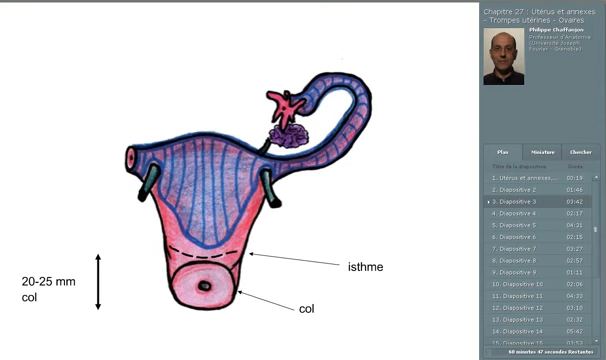 Chapitre 27 : Utérus et annexes
- Trompes utérines - Ovaires
Philippe Chaffanjon
Professeur d'Anatomie
(Université Joseph
Fourier - Grenoble)
isthme
20-25 mm
col
col
Plan
Miniature
Chercher
Titre de la diapositive
Durée
1. Utérus et annexes,... 00:19
2. Diapositive 2 01:46
3. Diapositive 3 03:42
4. Diapositive 4 02:17
5. Diapositive 5 04:31
6. Diapositive 6 02:15
7. Diapositive 7 03:27
8. Diapositive 8 02:57
9. Diapositive 9 01:11
10. Diapositive 10 02:06
11. Diapositive 11 04:33
12. Diapositive 12 03:10
13. Diapositive 13 02:32
14. Diapositive 14 05:42
15. Diapositive 15 03:53
60 minutes 47 secondes Restantes